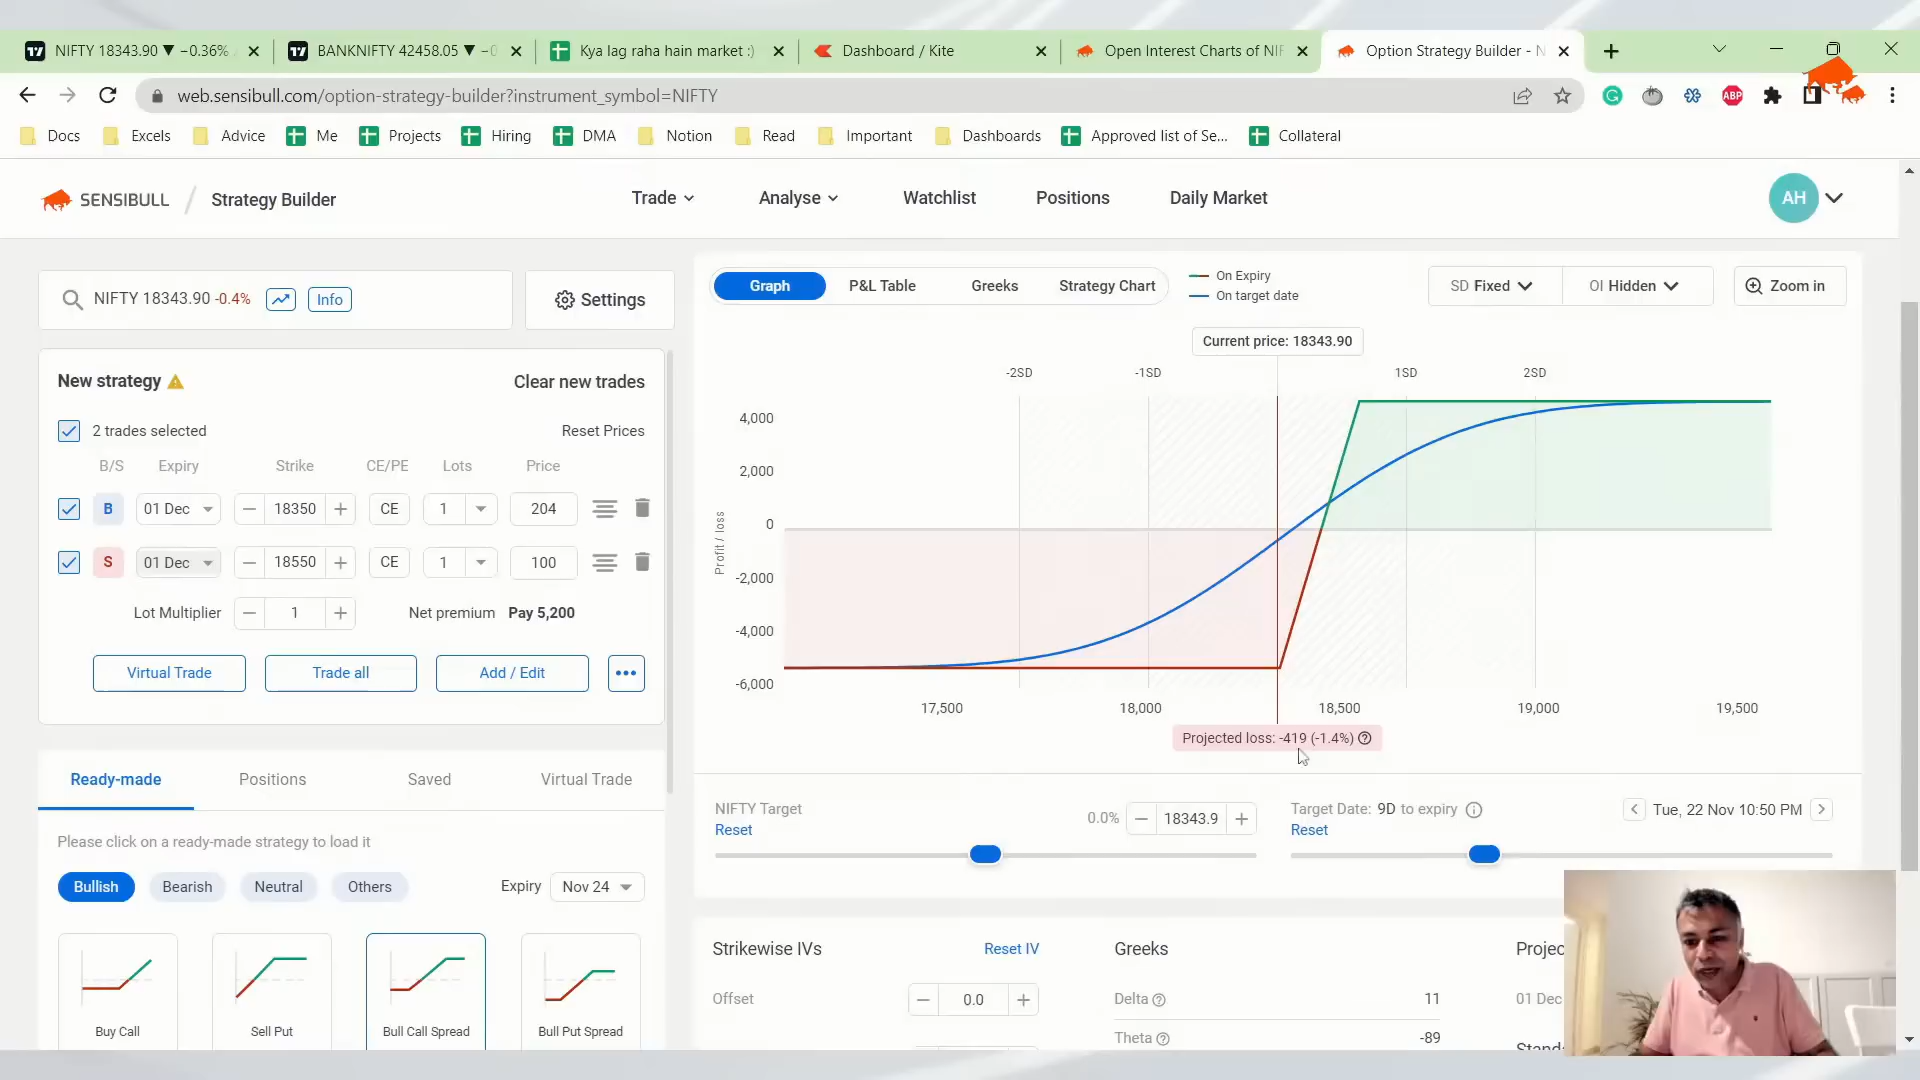 NIFTY 18343.90 ▼ −0.36%
BANKNIFTY 42458.05 ▼ −0
Kya lag raha hain market :)
Dashboard / Kite
Open Interest Charts of NIF
Option Strategy Builder - N
web.sensibull.com/option-strategy-builder?instrument_symbol=NIFTY
ABP
Docs
Excels
Advice
Me
Projects
Hiring
DMA
Notion
Read
Important
Dashboards
Approved list of Se...
Collateral
SENSIBULL / Strategy Builder
Trade
Analyse
Watchlist
Positions
Daily Market
AH
NIFTY 18343.90 -0.4%
Info
Settings
New strategy
Clear new trades
2 trades selected
Reset Prices
B/S Expiry Strike CE/PE Lots Price
B 01 Dec − 18350 + CE 1 204
S 01 Dec − 18550 + CE 1 100
Lot Multiplier − 1 + Net premium Pay 5,200
Virtual Trade
Trade all
Add / Edit
Ready-made
Positions
Saved
Virtual Trade
Please click on a ready-made strategy to load it
Bullish
Bearish
Neutral
Others
Expiry Nov 24
Buy Call
Sell Put
Bull Call Spread
Bull Put Spread
Graph
P&L Table
Greeks
Strategy Chart
On Expiry
On target date
SD Fixed
OI Hidden
Zoom in
Current price: 18343.90
-2SD
-1SD
1SD
2SD
Profit / loss
4,000
2,000
0
-2,000
-4,000
-6,000
17,500
18,000
18,500
19,000
19,500
Projected loss: -419 (-1.4%)
NIFTY Target
Reset
0.0% − 18343.9 +
Target Date: 9D to expiry
Reset
Tue, 22 Nov 10:50 PM
Strikewise IVs
Reset IV
Offset − 0.0 +
Greeks
Delta 11
Theta -89
Projec
01 Dec